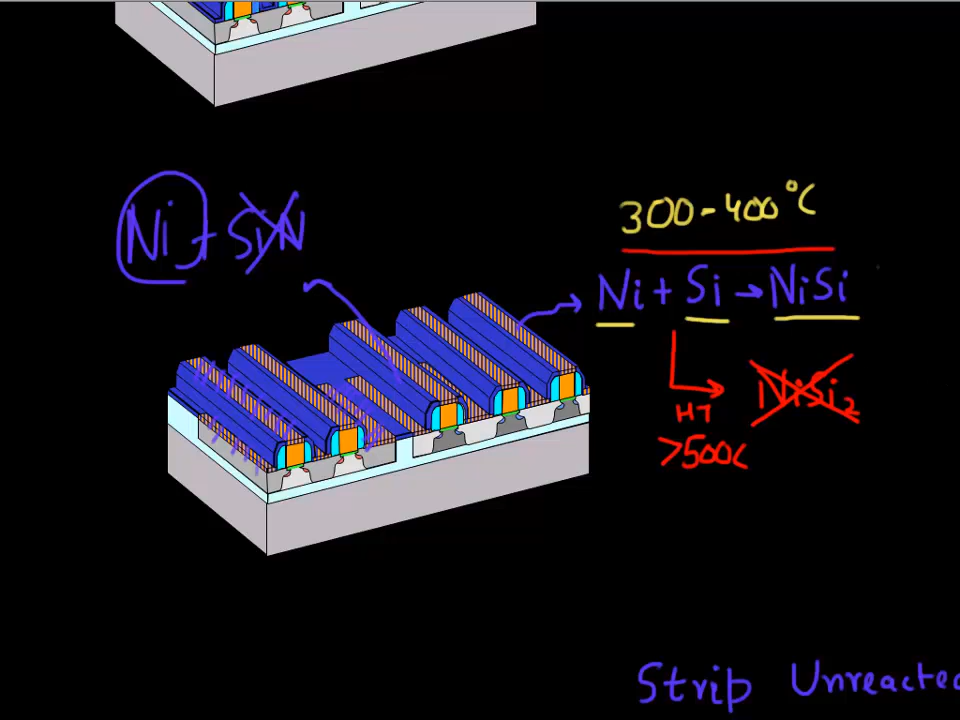 Ni + SiN
300-400°C
Ni + Si → NiSi
NiSi₂
HT
>500C
Strip Unreacted